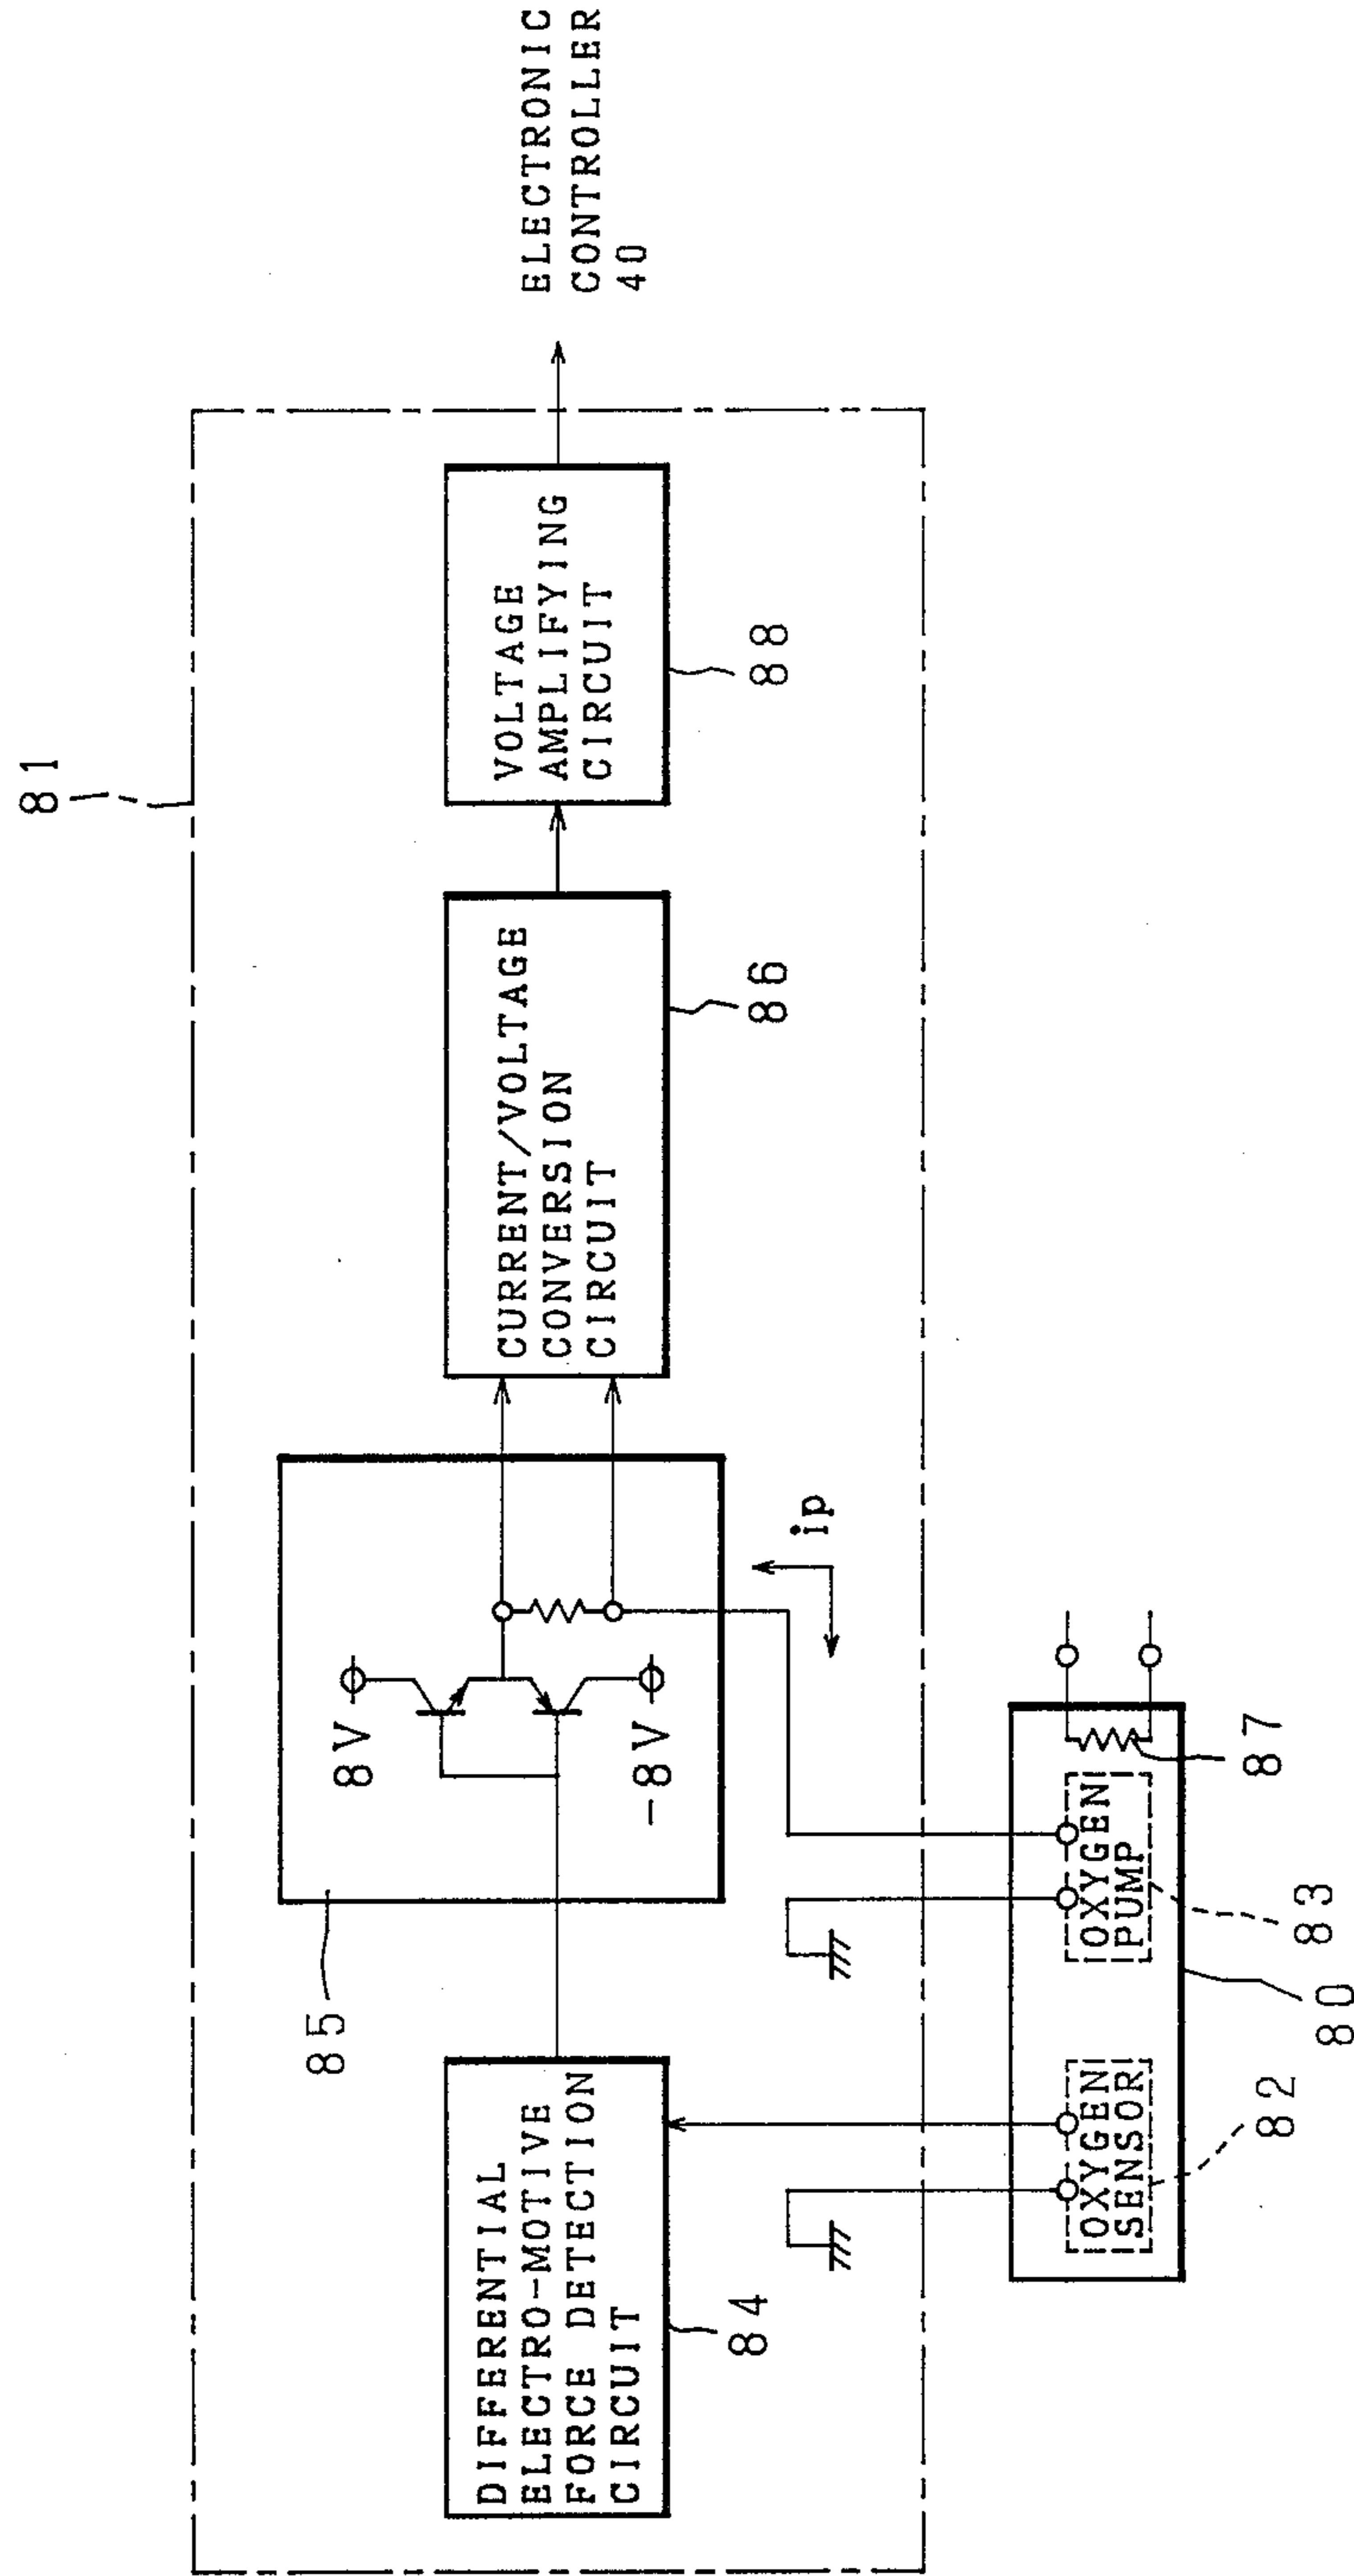 81
ELECTRONIC
CONTROLLER
40
85
8V
-8V
ip
DIFFERENTIAL
ELECTRO-MOTIVE
FORCE DETECTION
CIRCUIT
84
CURRENT/VOLTAGE
CONVERSION
CIRCUIT
86
VOLTAGE
AMPLIFYING
CIRCUIT
88
OXYGEN
SENSOR
82
OXYGEN
PUMP
83
87
80